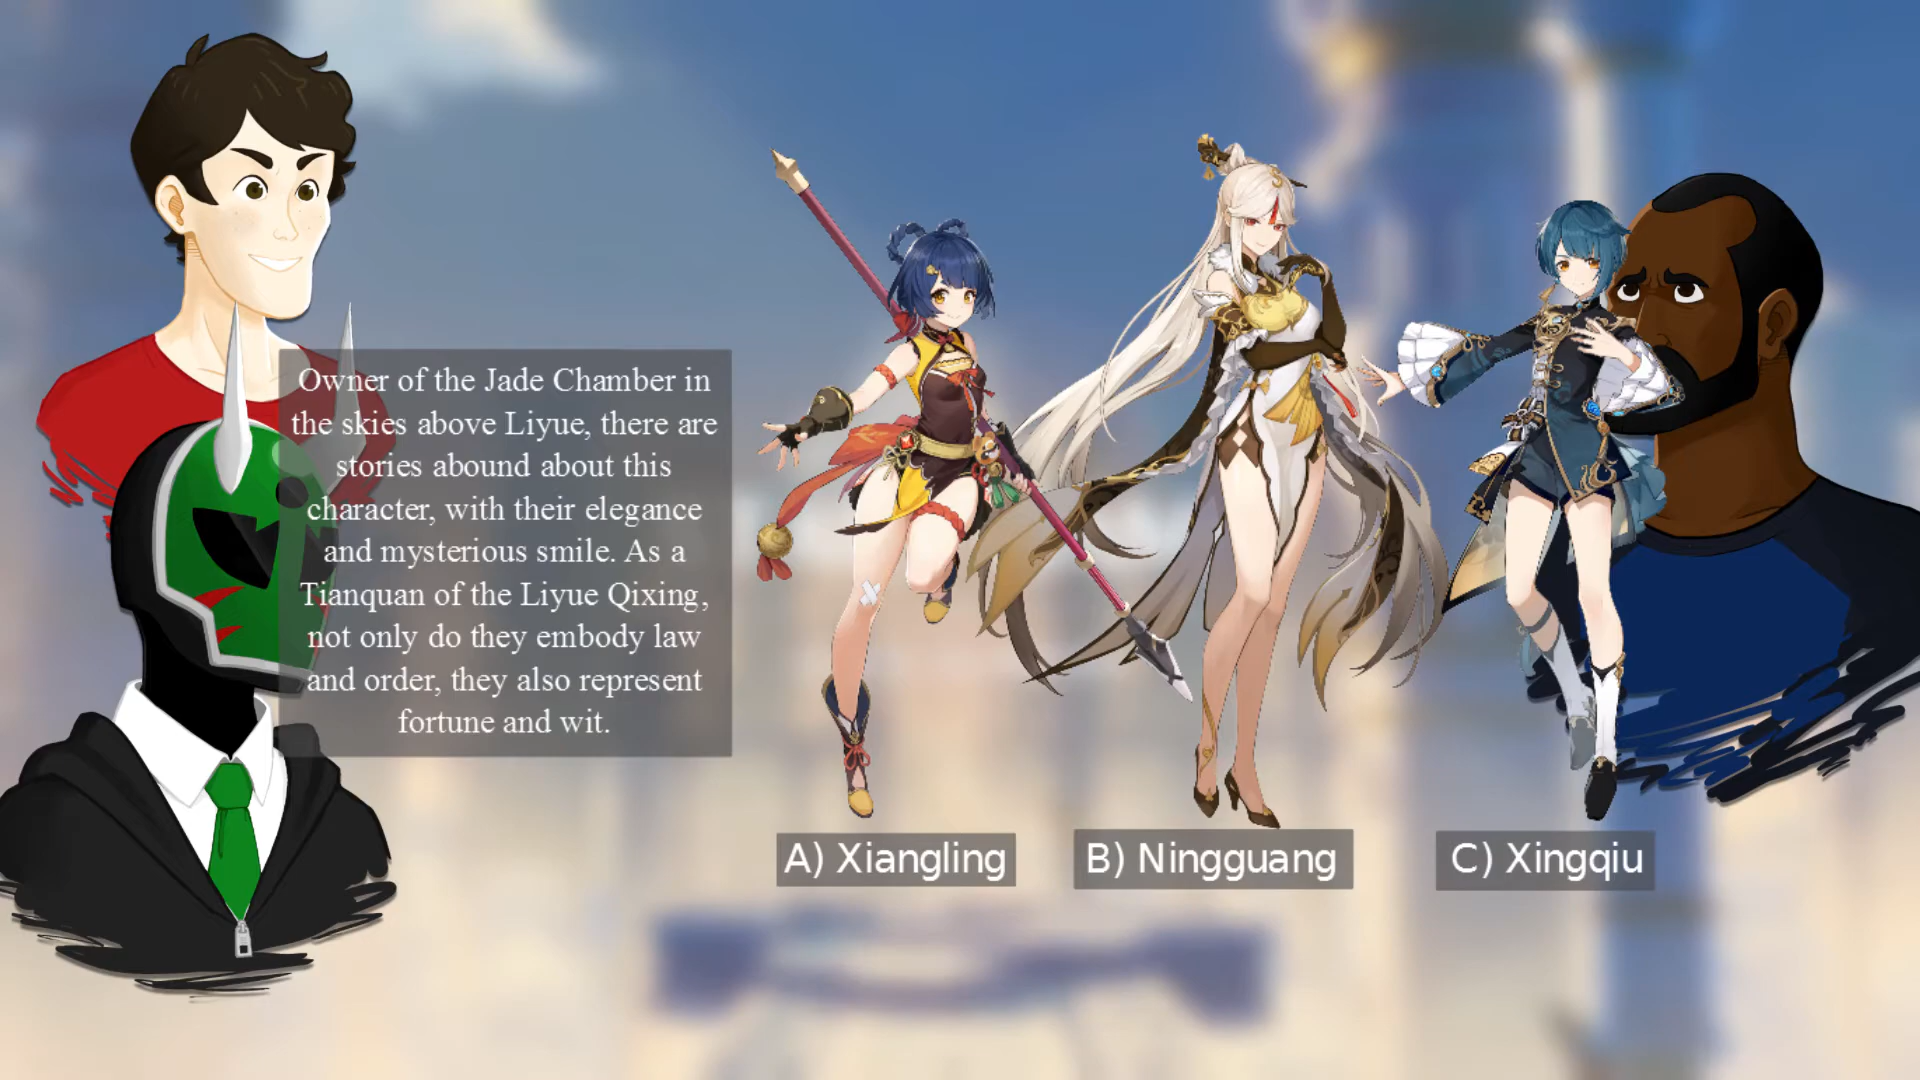 Owner of the Jade Chamber in
the skies above Liyue, there are
stories abound about this
character, with their elegance
and mysterious smile. As a
Tianquan of the Liyue Qixing,
not only do they embody law
and order, they also represent
fortune and wit.
A) Xiangling
B) Ningguang
C) Xingqiu